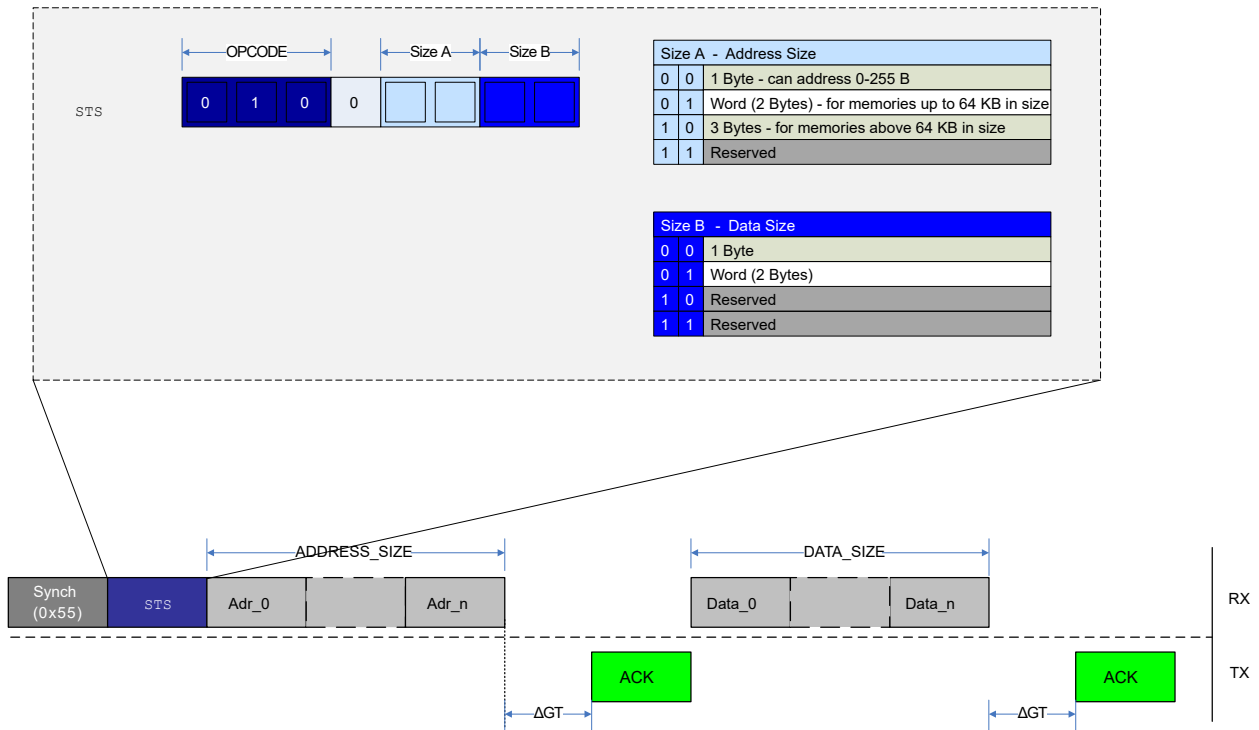 OPCODE Size A Size B
STS 0 1 0 0
Size A - Address Size
0 0 1 Byte - can address 0-255 B
0 1 Word (2 Bytes) - for memories up to 64 KB in size
1 0 3 Bytes - for memories above 64 KB in size
1 1 Reserved
Size B - Data Size
0 0 1 Byte
0 1 Word (2 Bytes)
1 0 Reserved
1 1 Reserved
ADDRESS_SIZE DATA_SIZE
Synch
(0x55)
STS Adr_0 Adr_n Data_0 Data_n RX
ACK ACK TX
ΔGT ΔGT